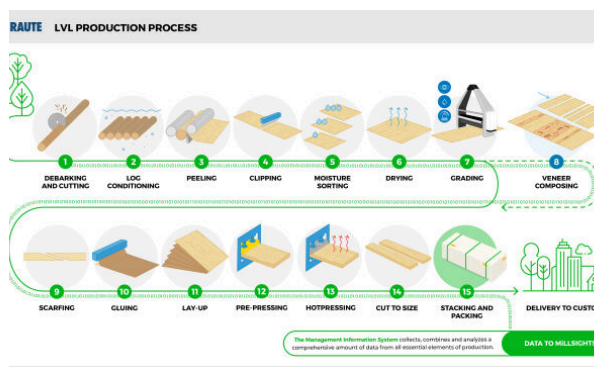 RAUTE LVL PRODUCTION PROCESS
1 2 3 4 5 6 7 8
DEBARKING AND CUTTING
LOG CONDITIONING
PEELING
CLIPPING
MOISTURE SORTING
DRYING
GRADING
VENEER COMPOSING
9 10 11 12 13 14 15
SCARFING
GLUING
LAY-UP
PRE-PRESSING
HOTPRESSING
CUT TO SIZE
STACKING AND PACKING
DELIVERY TO CUSTO
The Management Information System collects, combines and analyzes a
comprehensive amount of data from all essential elements of production.
DATA TO MILLSIGHTS